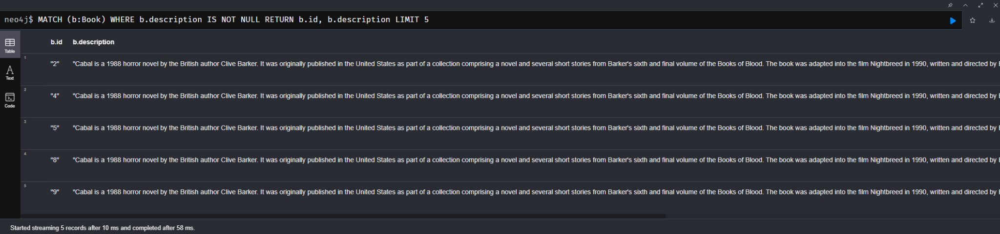 neo4j$ MATCH (b:Book) WHERE b.description IS NOT NULL RETURN b.id, b.description LIMIT 5
b.id b.description
Table
1 "2" "Cabal is a 1988 horror novel by the British author Clive Barker. It was originally published in the United States as part of a collection comprising a novel and several short stories from Barker's sixth and final volume of the Books of Blood. The book was adapted into the film Nightbreed in 1990, written and directed by
Text
2 "4" "Cabal is a 1988 horror novel by the British author Clive Barker. It was originally published in the United States as part of a collection comprising a novel and several short stories from Barker's sixth and final volume of the Books of Blood. The book was adapted into the film Nightbreed in 1990, written and directed by
Code
3 "5" "Cabal is a 1988 horror novel by the British author Clive Barker. It was originally published in the United States as part of a collection comprising a novel and several short stories from Barker's sixth and final volume of the Books of Blood. The book was adapted into the film Nightbreed in 1990, written and directed by
4 "8" "Cabal is a 1988 horror novel by the British author Clive Barker. It was originally published in the United States as part of a collection comprising a novel and several short stories from Barker's sixth and final volume of the Books of Blood. The book was adapted into the film Nightbreed in 1990, written and directed by
5 "9" "Cabal is a 1988 horror novel by the British author Clive Barker. It was originally published in the United States as part of a collection comprising a novel and several short stories from Barker's sixth and final volume of the Books of Blood. The book was adapted into the film Nightbreed in 1990, written and directed by
Started streaming 5 records after 10 ms and completed after 58 ms.